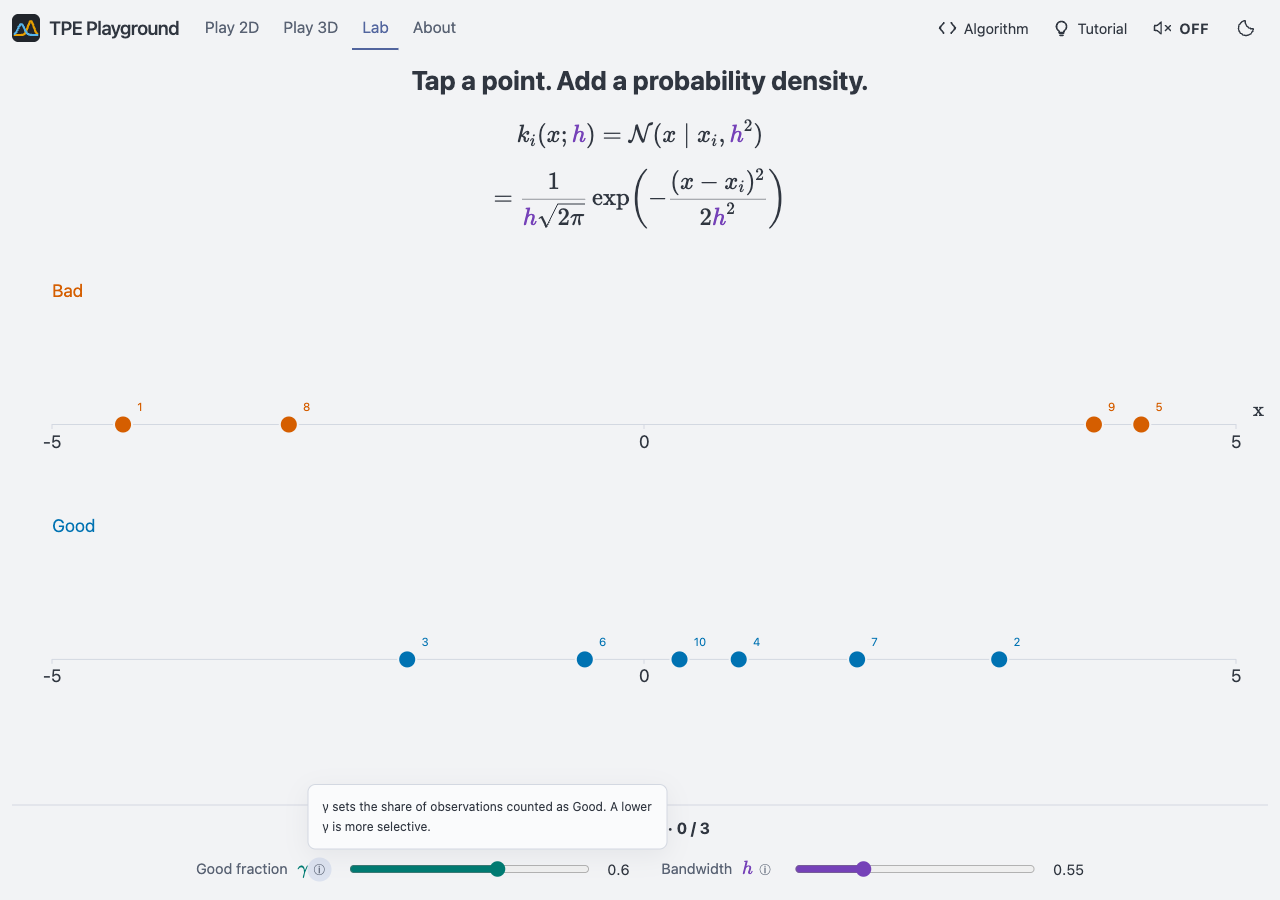 TPE Playground Play 2D Play 3D Lab About Algorithm Tutorial OFF
Tap a point. Add a probability density.
k_i(x; h) = 𝒩(x | x_i, h²)
= 1 / (h√(2π)) exp(−(x − x_i)² / (2h²))
Bad
1 8 9 5
x
-5 0 5
Good
3 6 10 4 7 2
-5 0 5
γ sets the share of observations counted as Good. A lower
γ is more selective.
· 0 / 3
Good fraction γ ⓘ 0.6 Bandwidth h ⓘ 0.55